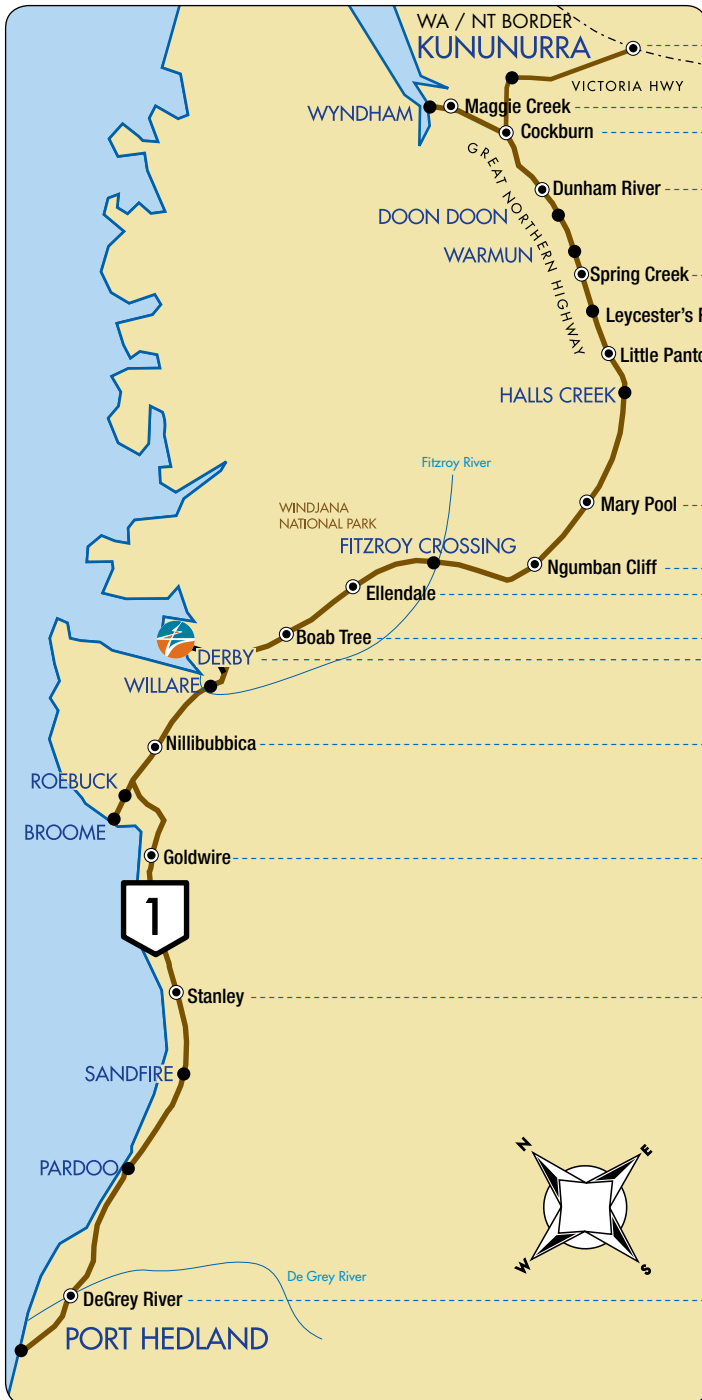 WA / NT BORDER
KUNUNURRA
VICTORIA HWY
WYNDHAM
Maggie Creek
Cockburn
GREAT NORTHERN HIGHWAY
Dunham River
DOON DOON
WARMUN
Spring Creek
Leycester's
Little
HALLS CREEK
Fitzroy River
Mary Pool
WINDJANA
NATIONAL PARK
FITZROY CROSSING
Ngumban Cliff
Ellendale
Boab Tree
DERBY
WILLARE
Nillibubbica
ROEBUCK
BROOME
Goldwire
1
Stanley
SANDFIRE
PARDOO
N
E
W
S
De Grey River
DeGrey River
PORT HEDLAND